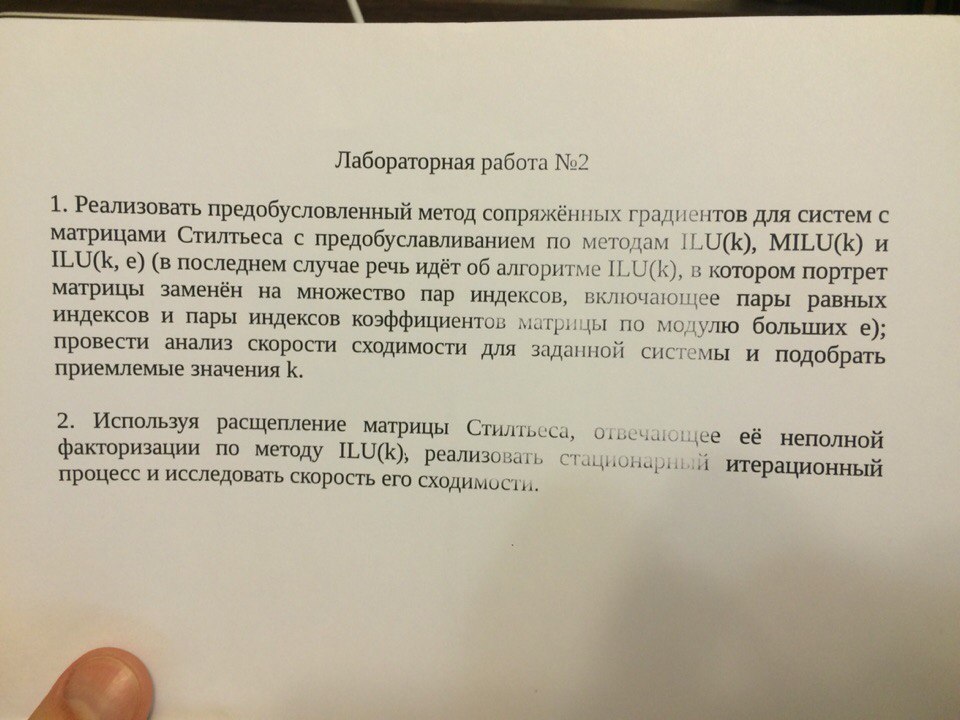 Лабораторная работа №2
1. Реализовать предобусловленный метод сопряжённых градиентов для систем с
матрицами Стилтьеса с предобуславливанием по методам ILU(k), MILU(k) и
ILU(k, e) (в последнем случае речь идёт об алгоритме ILU(k), в котором портрет
матрицы заменён на множество пар индексов, включающее пары равных
индексов и пары индексов коэффициентов матрицы по модулю больших e);
провести анализ скорости сходимости для заданной системы и подобрать
приемлемые значения k.
2. Используя расщепление матрицы Стилтьеса, отвечающее её неполной
факторизации по методу ILU(k), реализовать стационарный итерационный
процесс и исследовать скорость его сходимости.